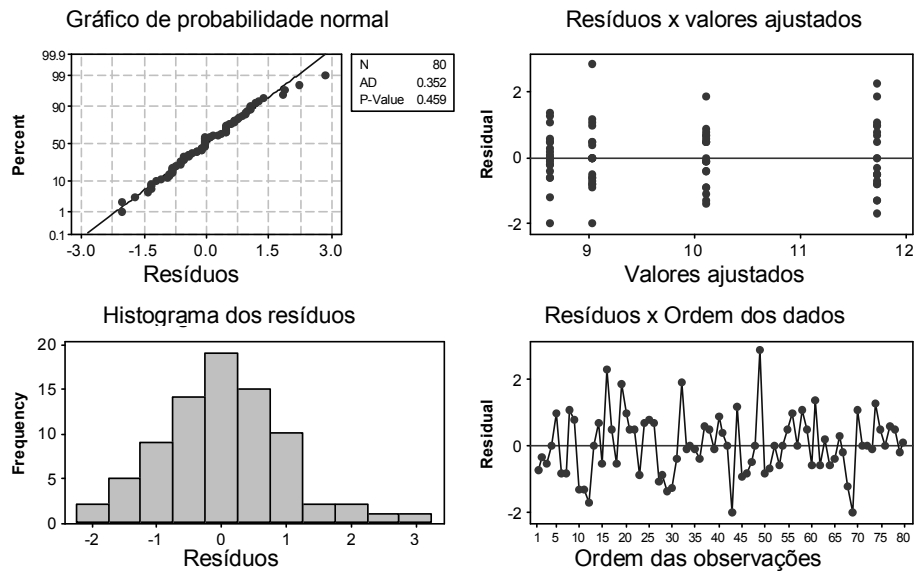 Gráfico de probabilidade normal
99.9
99
90
50
10
1
0.1
Percent
-3.0 -1.5 0.0 1.5 3.0
Resíduos
N 80
AD 0.352
P-Value 0.459
Resíduos x valores ajustados
2
0
-2
Residual
9 10 11 12
Valores ajustados
Histograma dos resíduos
20
15
10
5
0
Frequency
-2 -1 0 1 2 3
Resíduos
Resíduos x Ordem dos dados
2
0
-2
Residual
1 5 10 15 20 25 30 35 40 45 50 55 60 65 70 75 80
Ordem das observações